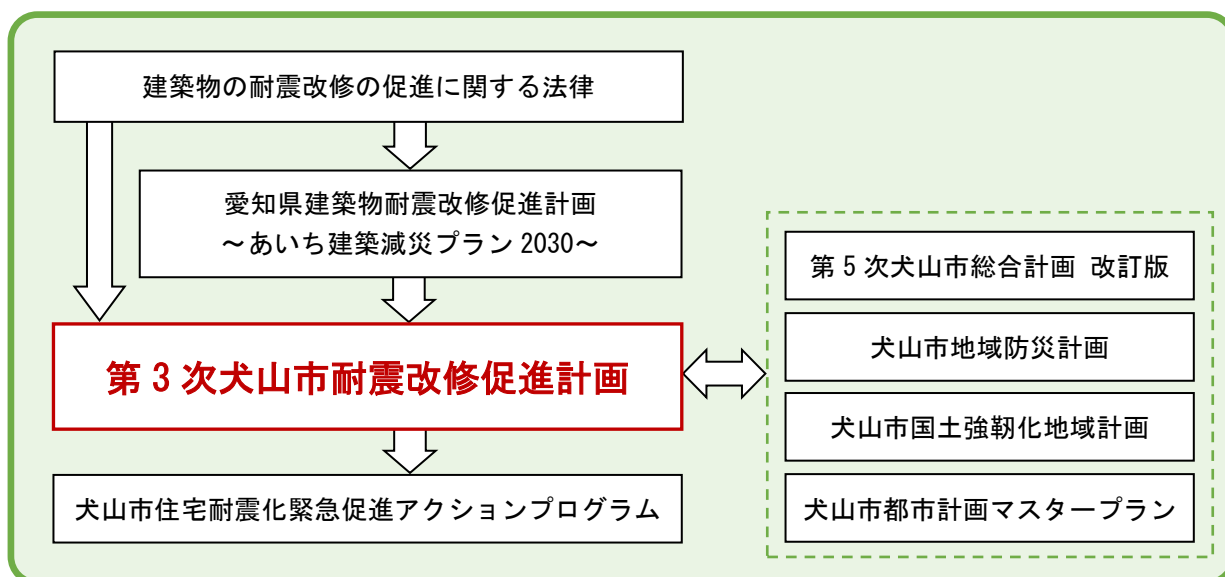 建築物の耐震改修の促進に関する法律
愛知県建築物耐震改修促進計画
～あいち建築減災プラン 2030～
第 3 次犬山市耐震改修促進計画
犬山市住宅耐震化緊急促進アクションプログラム
第 5 次犬山市総合計画 改訂版
犬山市地域防災計画
犬山市国土強靭化地域計画
犬山市都市計画マスタープラン